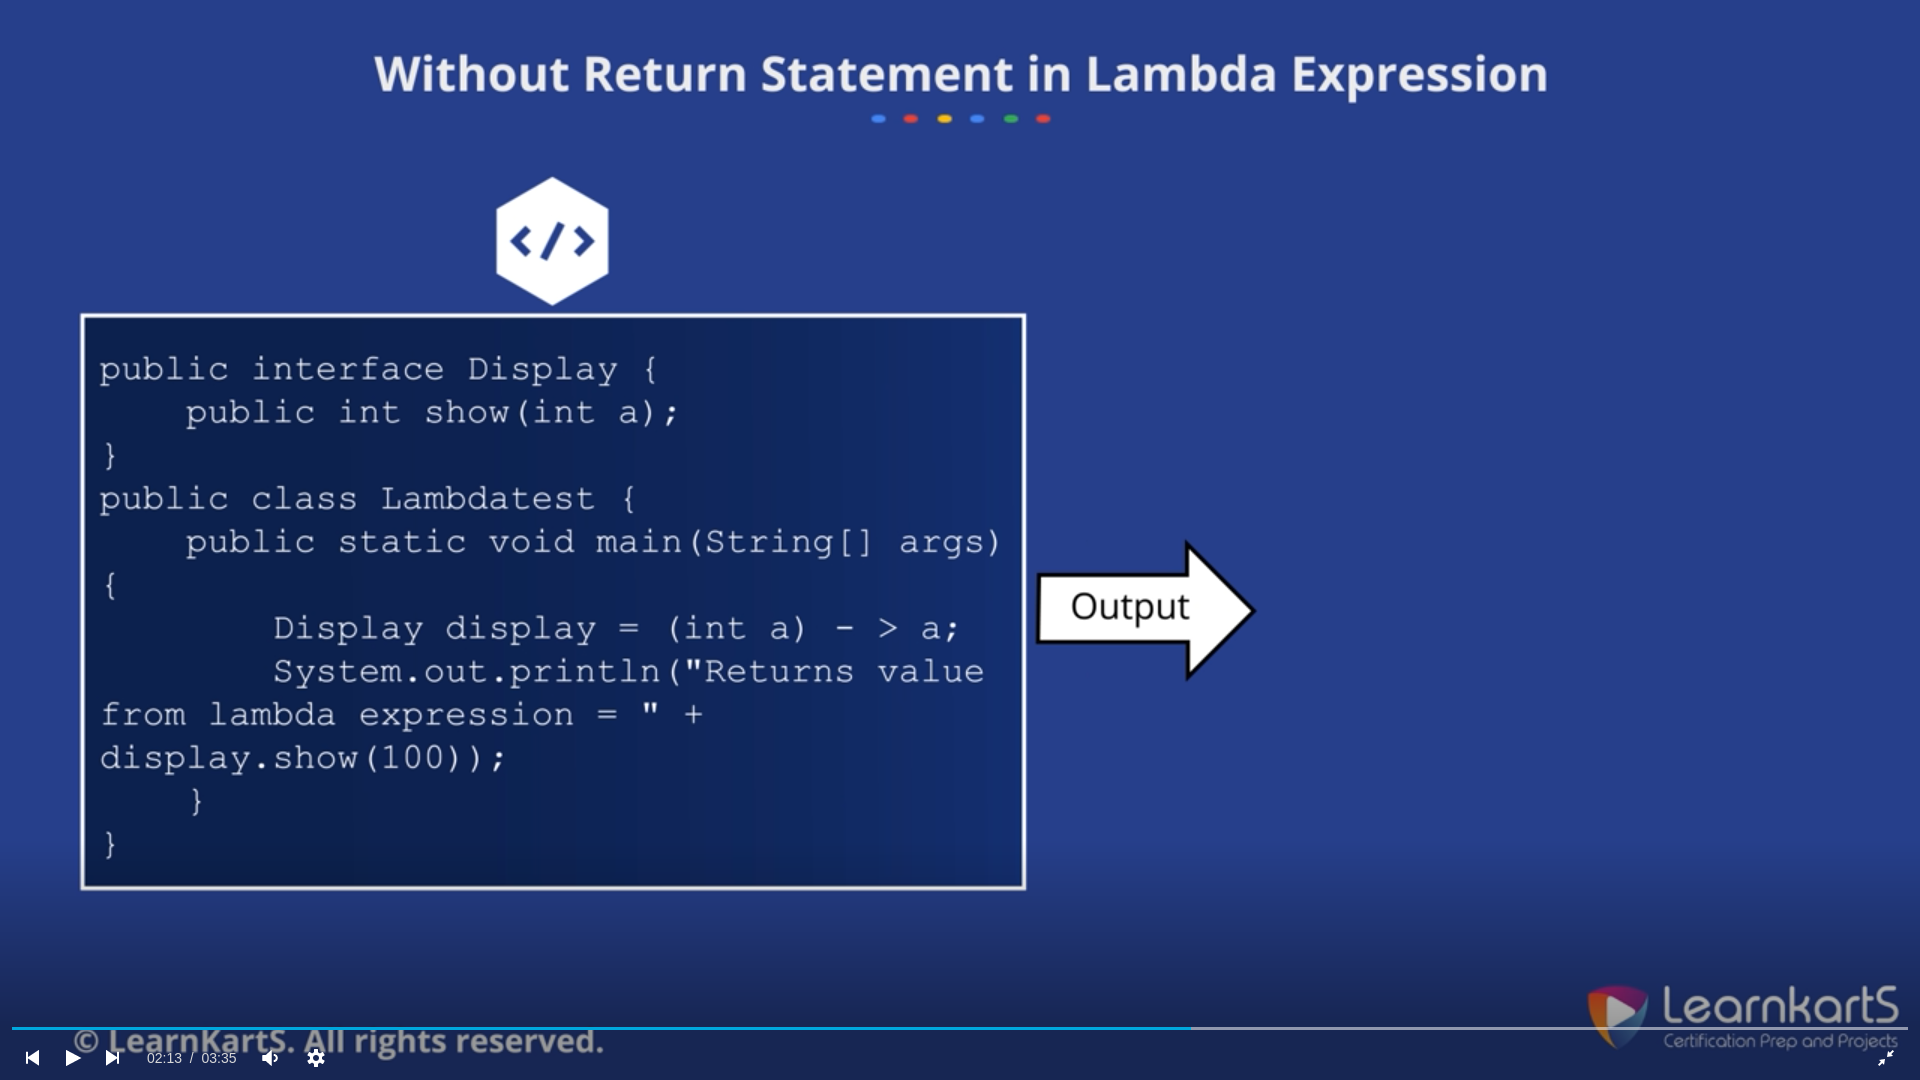 Without Return Statement in Lambda Expression
</>
public interface Display {
    public int show(int a);
}
public class Lambdatest {
    public static void main(String[] args)
{
        Display display = (int a) - > a;
        System.out.println("Returns value
from lambda expression = " +
display.show(100));
    }
}
Output
LearnkartS
Certification Prep and Projects
© LearnKartS. All rights reserved.
02:13 / 03:35